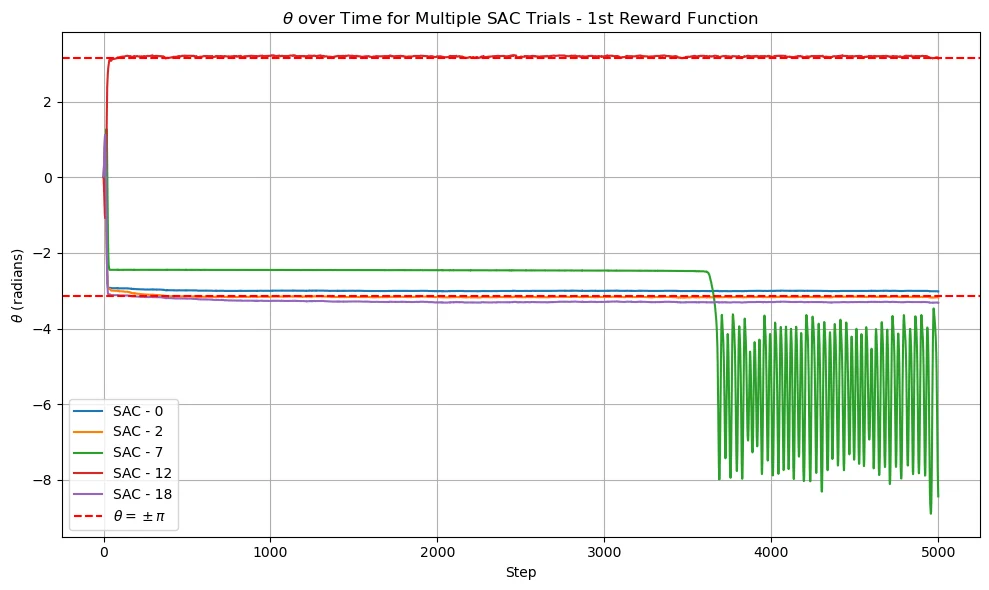 θ over Time for Multiple SAC Trials - 1st Reward Function
θ (radians)
2
0
−2
−4
−6
−8
SAC - 0
SAC - 2
SAC - 7
SAC - 12
SAC - 18
θ = ±π
0
1000
2000
3000
4000
5000
Step